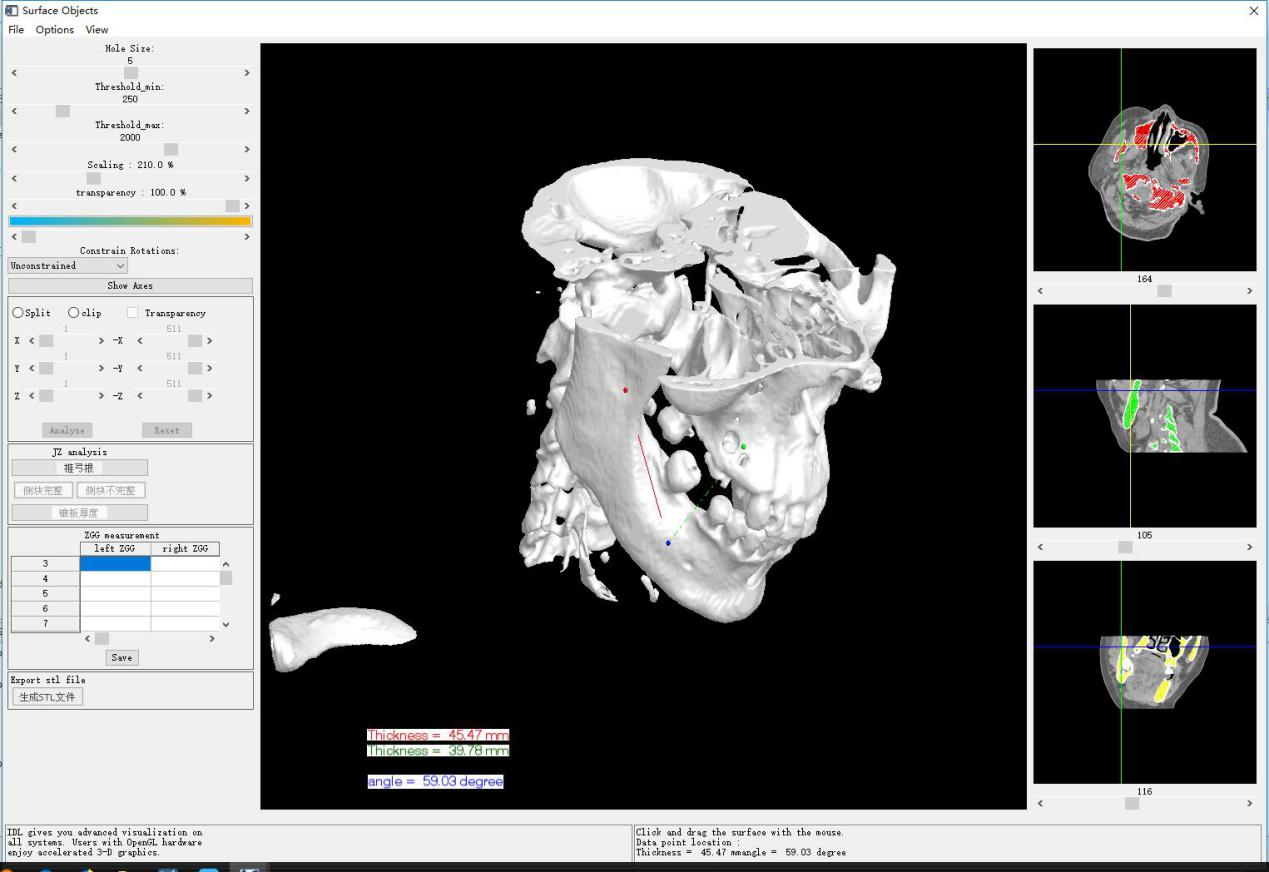 Surface Objects
File Options View
Hole Size:
5
Threshold_min:
250
Threshold_max:
2000
Scaling : 210.0 %
transparency : 100.0 %
Constrain Rotations:
Unconstrained
Show Axes
Split clip Transparency
1 511
X -X
1 511
Y -Y
1 511
Z -Z
Analyse Reset
JZ analysis
椎弓根
侧块完整 侧块不完整
锥板厚度
ZGG measurement
left ZGG right ZGG
3
4
5
6
7
Save
Export stl file
生成STL文件
Thickness = 45.47 mm
Thickness = 39.78 mm
angle = 59.03 degree
164
105
116
IDL gives you advanced visualization on
all systems. Users with OpenGL hardware
enjoy accelerated 3-D graphics.
Click and drag the surface with the mouse.
Data point location :
Thickness = 45.47 mmangle = 59.03 degree